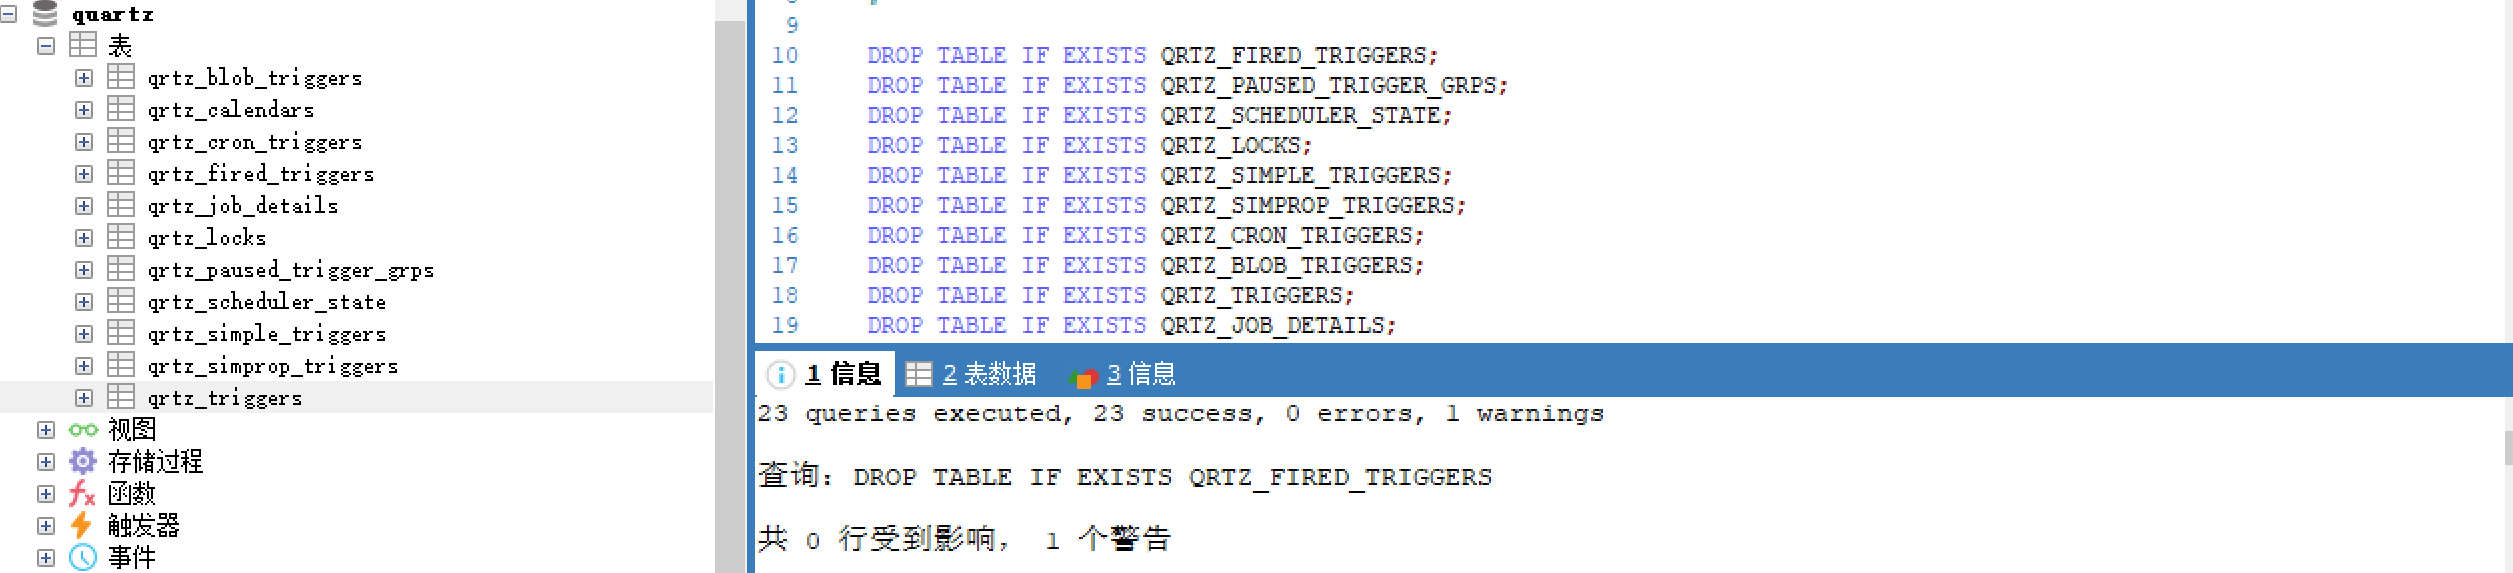 quartz
表
qrtz_blob_triggers
qrtz_calendars
qrtz_cron_triggers
qrtz_fired_triggers
qrtz_job_details
qrtz_locks
qrtz_paused_trigger_grps
qrtz_scheduler_state
qrtz_simple_triggers
qrtz_simprop_triggers
qrtz_triggers
视图
存储过程
函数
触发器
事件
9
10 DROP TABLE IF EXISTS QRTZ_FIRED_TRIGGERS;
11 DROP TABLE IF EXISTS QRTZ_PAUSED_TRIGGER_GRPS;
12 DROP TABLE IF EXISTS QRTZ_SCHEDULER_STATE;
13 DROP TABLE IF EXISTS QRTZ_LOCKS;
14 DROP TABLE IF EXISTS QRTZ_SIMPLE_TRIGGERS;
15 DROP TABLE IF EXISTS QRTZ_SIMPROP_TRIGGERS;
16 DROP TABLE IF EXISTS QRTZ_CRON_TRIGGERS;
17 DROP TABLE IF EXISTS QRTZ_BLOB_TRIGGERS;
18 DROP TABLE IF EXISTS QRTZ_TRIGGERS;
19 DROP TABLE IF EXISTS QRTZ_JOB_DETAILS;
1 信息 2 表数据 3 信息
23 queries executed, 23 success, 0 errors, 1 warnings
查询：DROP TABLE IF EXISTS QRTZ_FIRED_TRIGGERS
共 0 行受到影响， 1 个警告